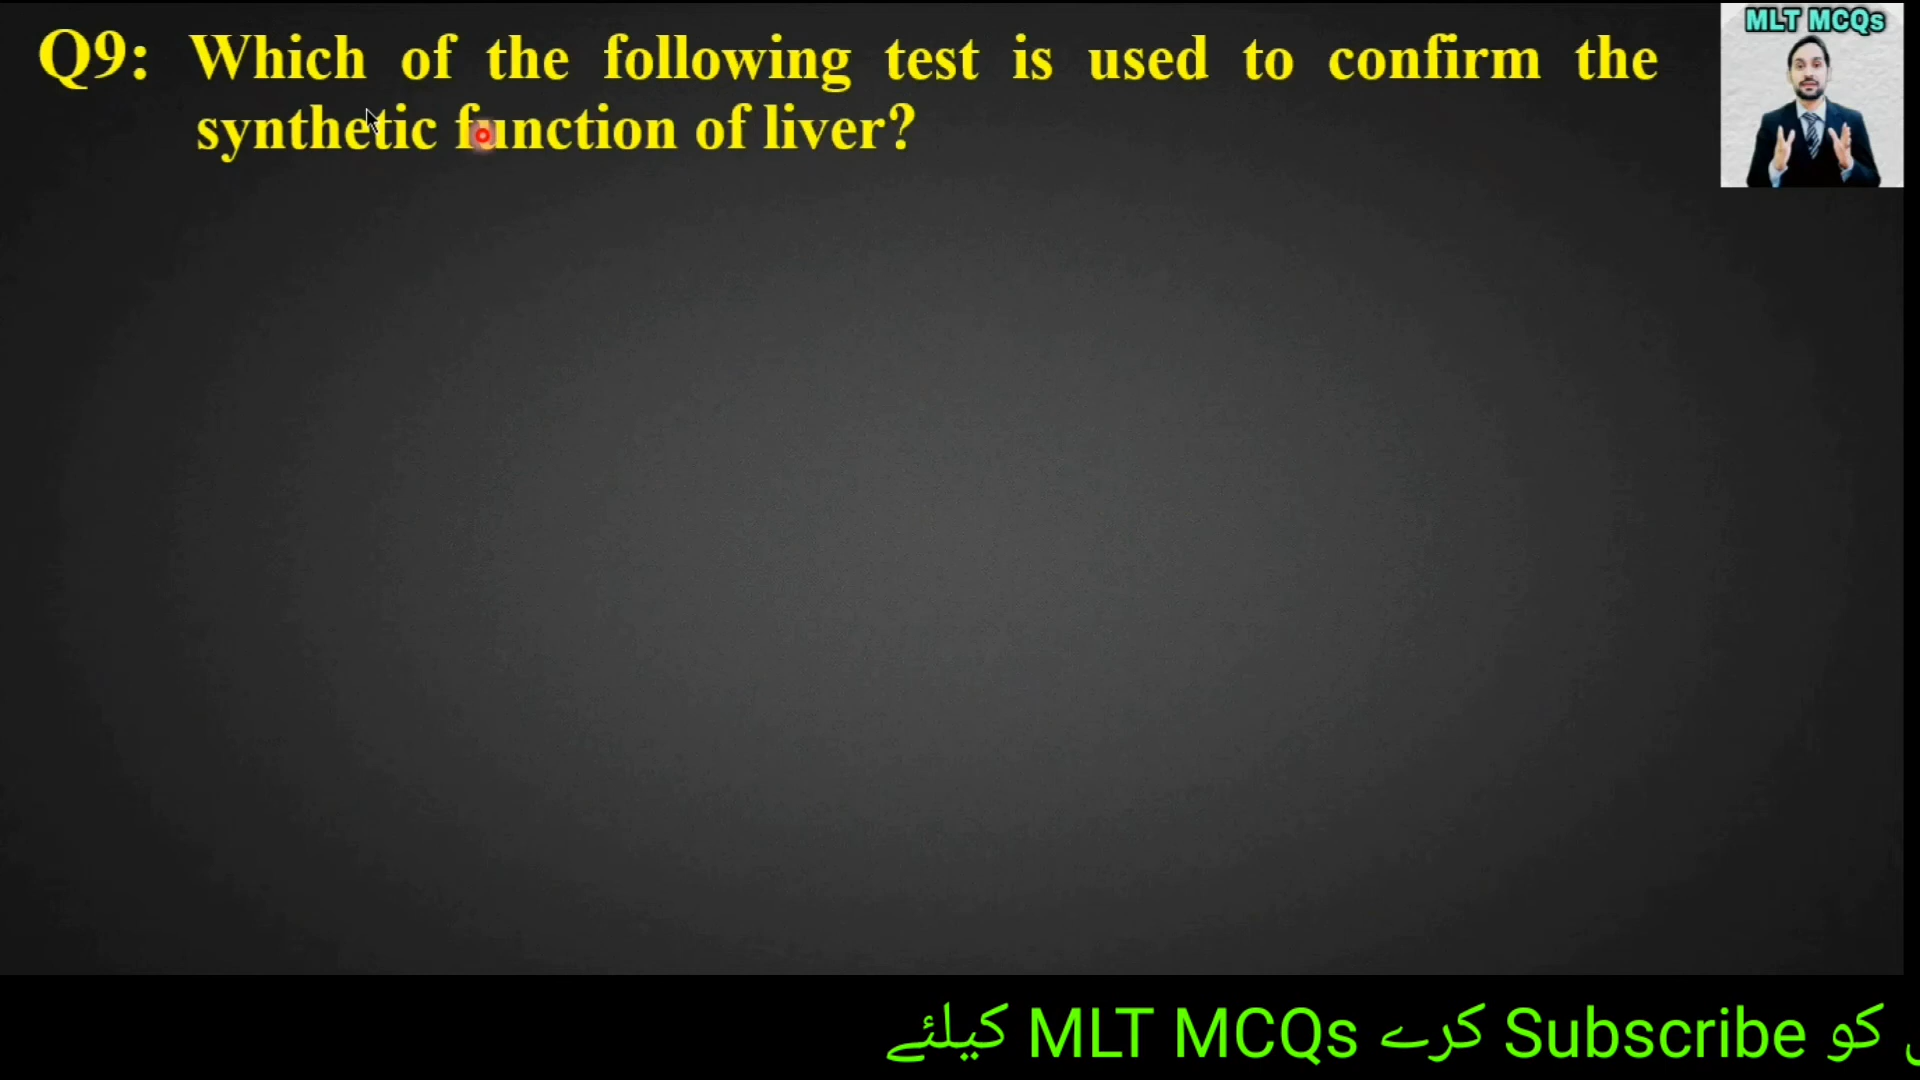 MLT MCQs
Q9: Which of the following test is used to confirm the
synthetic function of liver?
کو Subscribe کرے MLT MCQs کیلئے